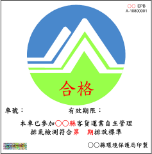 合格
車號：　　有效期限：
本車已參加○○縣客貨運業自主管理
排氣檢測符合第　期排放標準
○○縣環境保護局印製